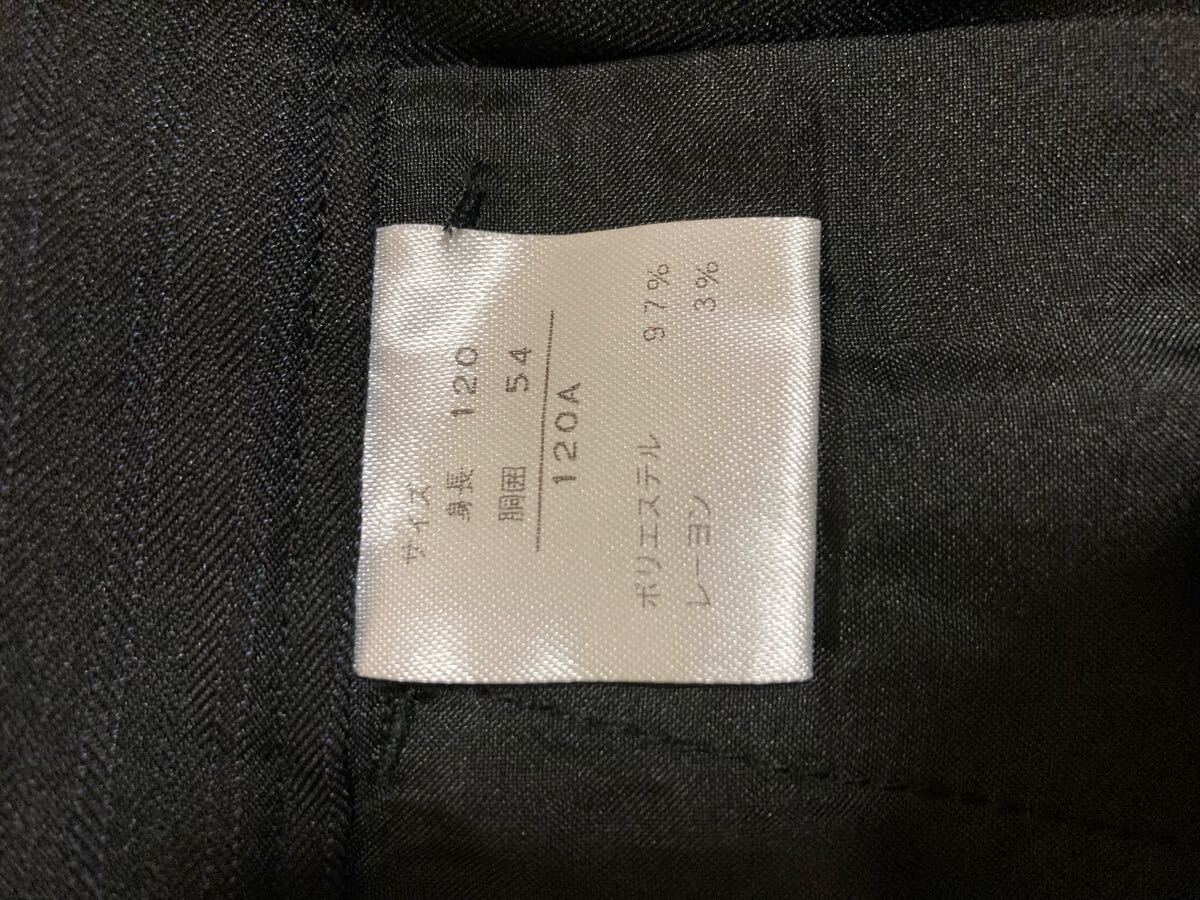 サイズ
身長 120
胴囲 54
120A
ポリエステル 97%
レーヨン 3%